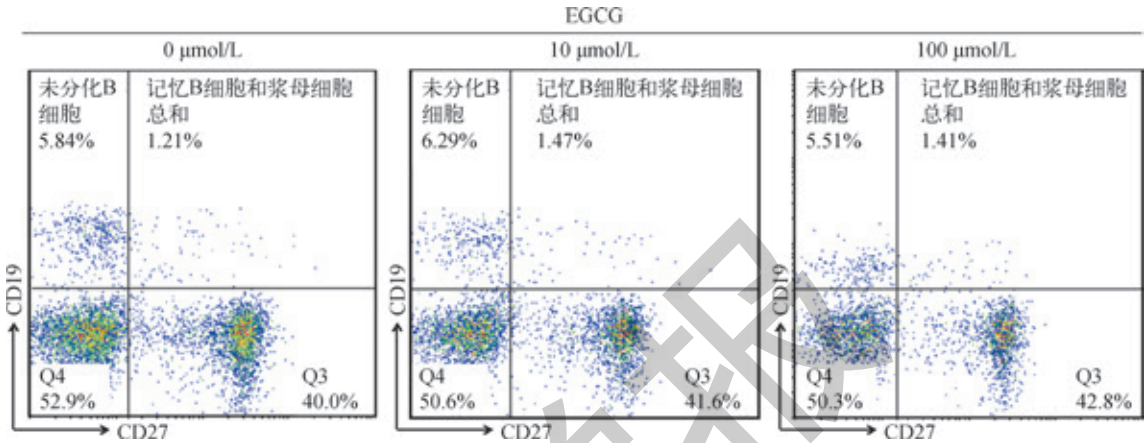 EGCG
0 μmol/L
10 μmol/L
100 μmol/L
未分化B
细胞
5.84%
记忆B细胞和浆母细胞
总和
1.21%
Q4
52.9%
Q3
40.0%
CD19
CD27
未分化B
细胞
6.29%
记忆B细胞和浆母细胞
总和
1.47%
Q4
50.6%
Q3
41.6%
CD19
CD27
未分化B
细胞
5.51%
记忆B细胞和浆母细胞
总和
1.41%
Q4
50.3%
Q3
42.8%
CD19
CD27